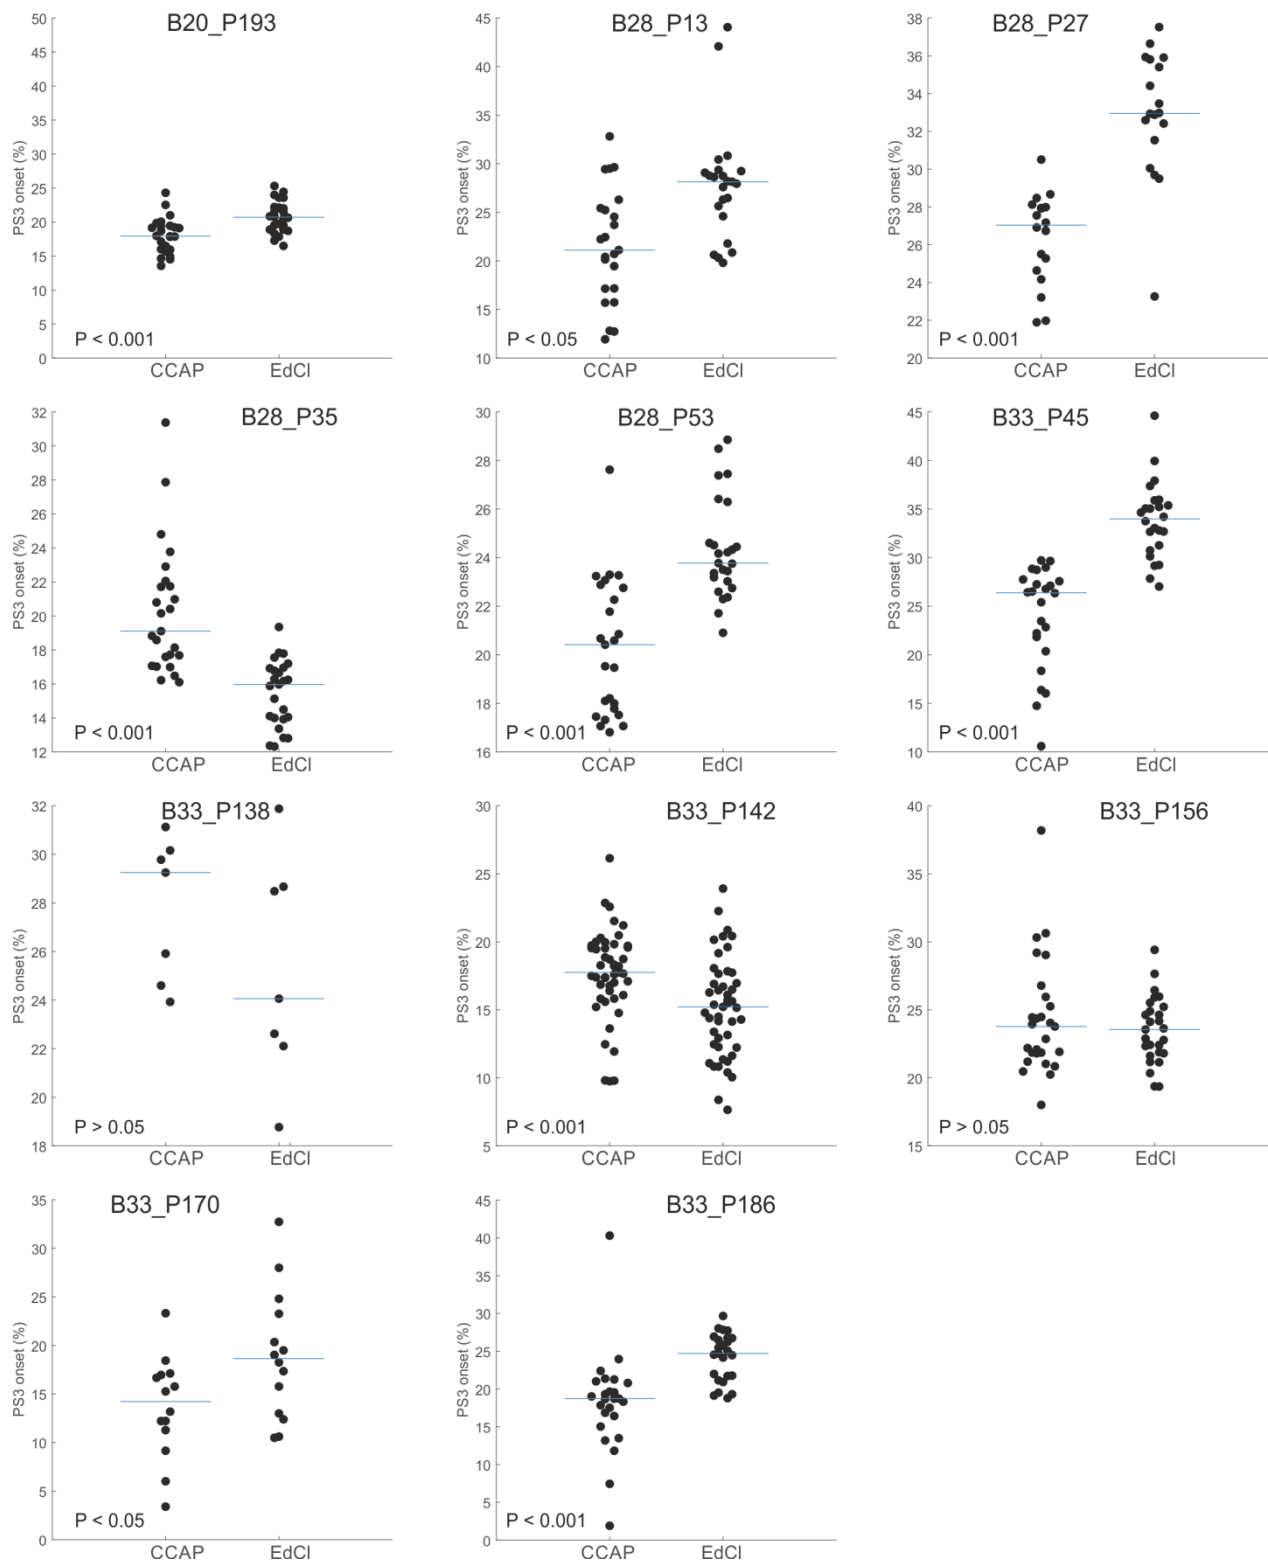 B20_P193
50
45
40
35
30
25
20
15
10
5
0
PS3 onset (%)
P < 0.001
CCAP
EdCl
B28_P13
45
40
35
30
25
20
15
10
PS3 onset (%)
P < 0.05
CCAP
EdCl
B28_P27
38
36
34
32
30
28
26
24
22
20
PS3 onset (%)
P < 0.001
CCAP
EdCl
B28_P35
32
30
28
26
24
22
20
18
16
14
12
PS3 onset (%)
P < 0.001
CCAP
EdCl
B28_P53
30
28
26
24
22
20
18
16
PS3 onset (%)
P < 0.001
CCAP
EdCl
B33_P45
45
40
35
30
25
20
15
10
PS3 onset (%)
P < 0.001
CCAP
EdCl
B33_P138
32
30
28
26
24
22
20
18
PS3 onset (%)
P > 0.05
CCAP
EdCl
B33_P142
30
25
20
15
10
5
PS3 onset (%)
P < 0.001
CCAP
EdCl
B33_P156
40
35
30
25
20
15
PS3 onset (%)
P > 0.05
CCAP
EdCl
B33_P170
35
30
25
20
15
10
5
0
PS3 onset (%)
P < 0.05
CCAP
EdCl
B33_P186
45
40
35
30
25
20
15
10
5
0
PS3 onset (%)
P < 0.001
CCAP
EdCl